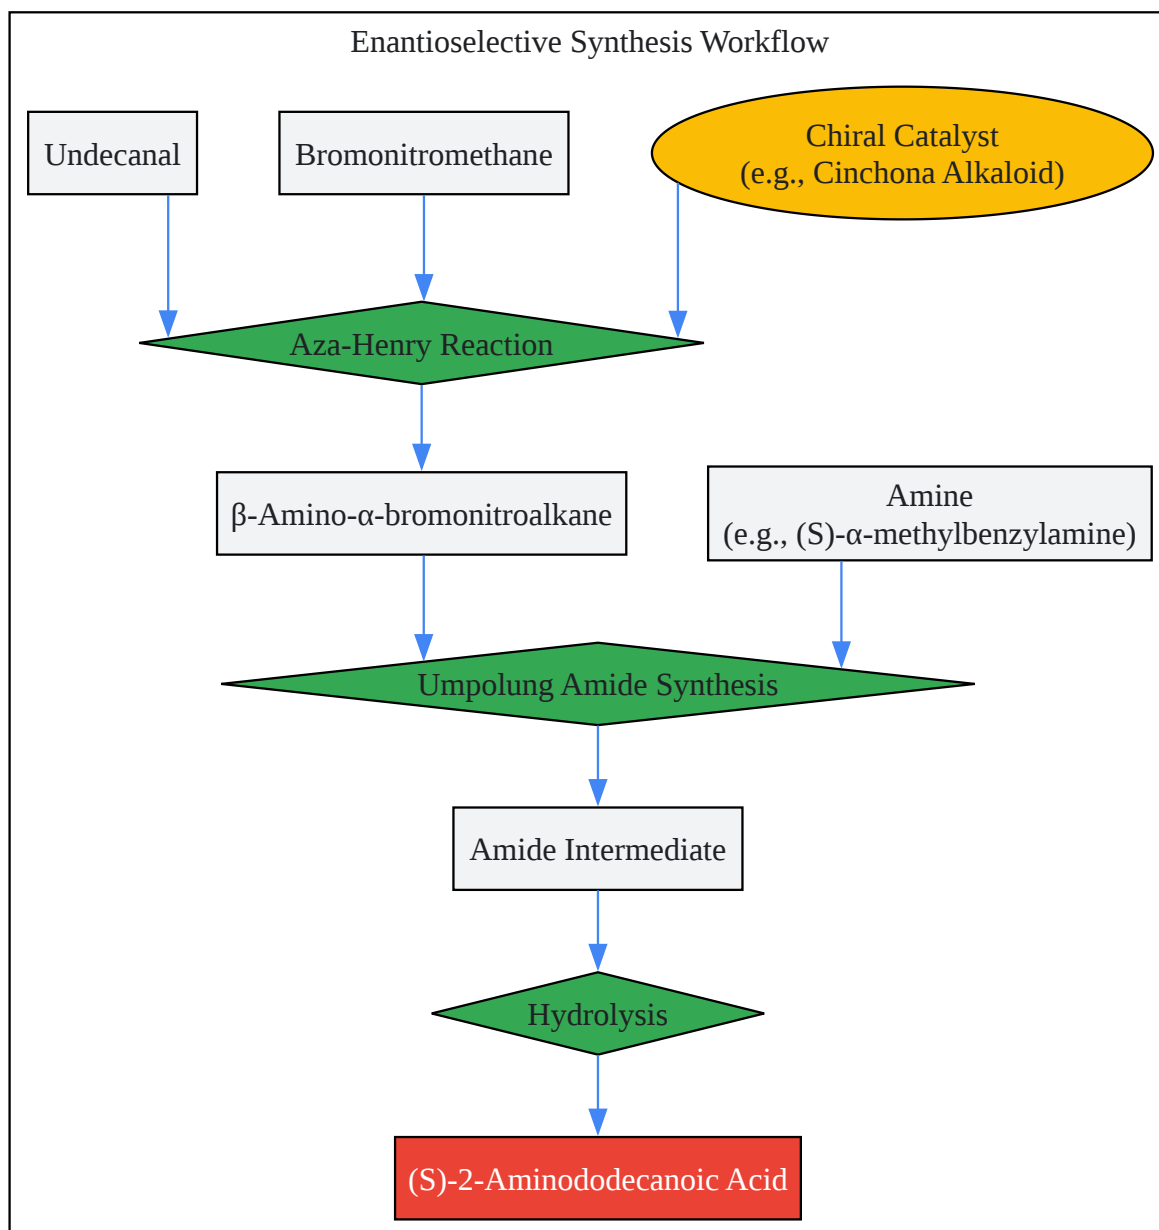 Enantioselective Synthesis Workflow
Undecanal
Bromonitromethane
Chiral Catalyst
(e.g., Cinchona Alkaloid)
Aza-Henry Reaction
β-Amino-α-bromonitroalkane
Amine
(e.g., (S)-α-methylbenzylamine)
Umpolung Amide Synthesis
Amide Intermediate
Hydrolysis
(S)-2-Aminododecanoic Acid